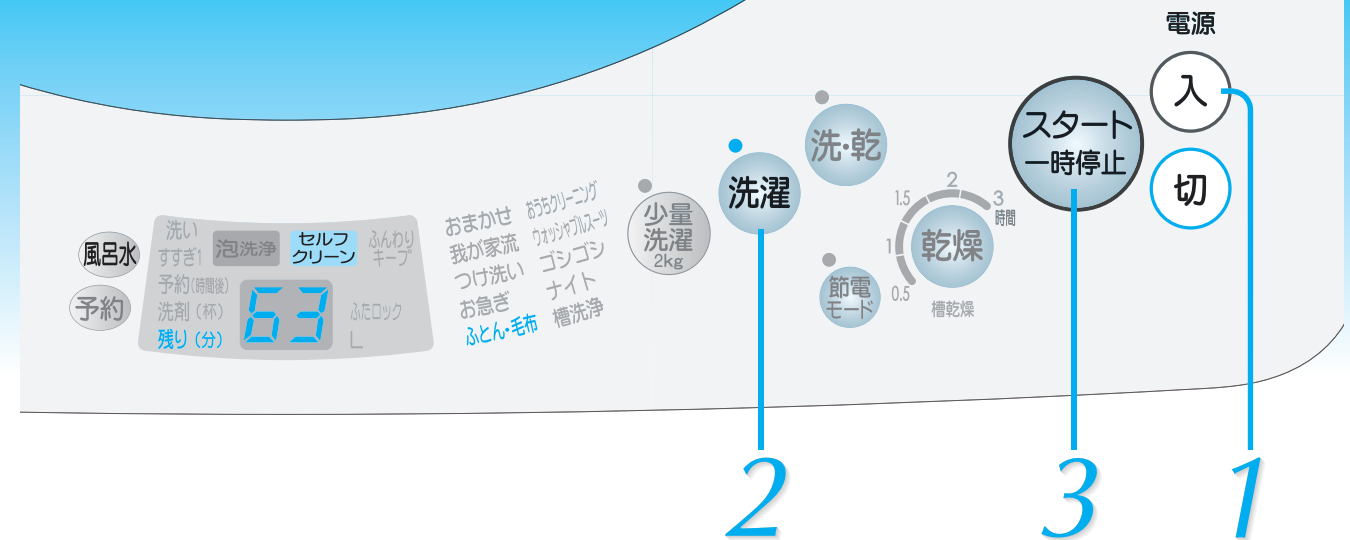 電源
入
スタート
一時停止
切
洗・乾
洗濯
少量
洗濯
2kg
0.5
1
1.5
2
3
時間
乾燥
槽乾燥
節電
モード
おまかせ
我が家流
つけ洗い
お急ぎ
ふとん・毛布
おうちクリーニング
ウォッシャブルスーツ
ゴシゴシ
ナイト
槽洗浄
風呂水
予約
洗い
すすぎ1
予約(時間後)
洗剤(杯)
残り(分)
泡洗浄
セルフ
クリーン
ふんわり
キープ
63
ふたロック
L
2
3
1